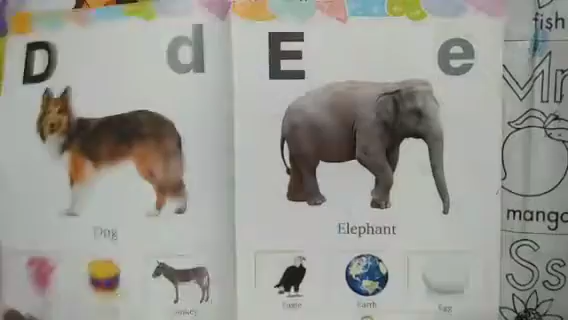 D d
Dog
E e
Elephant
Eagle
Earth
Egg
fish
mango
Ss